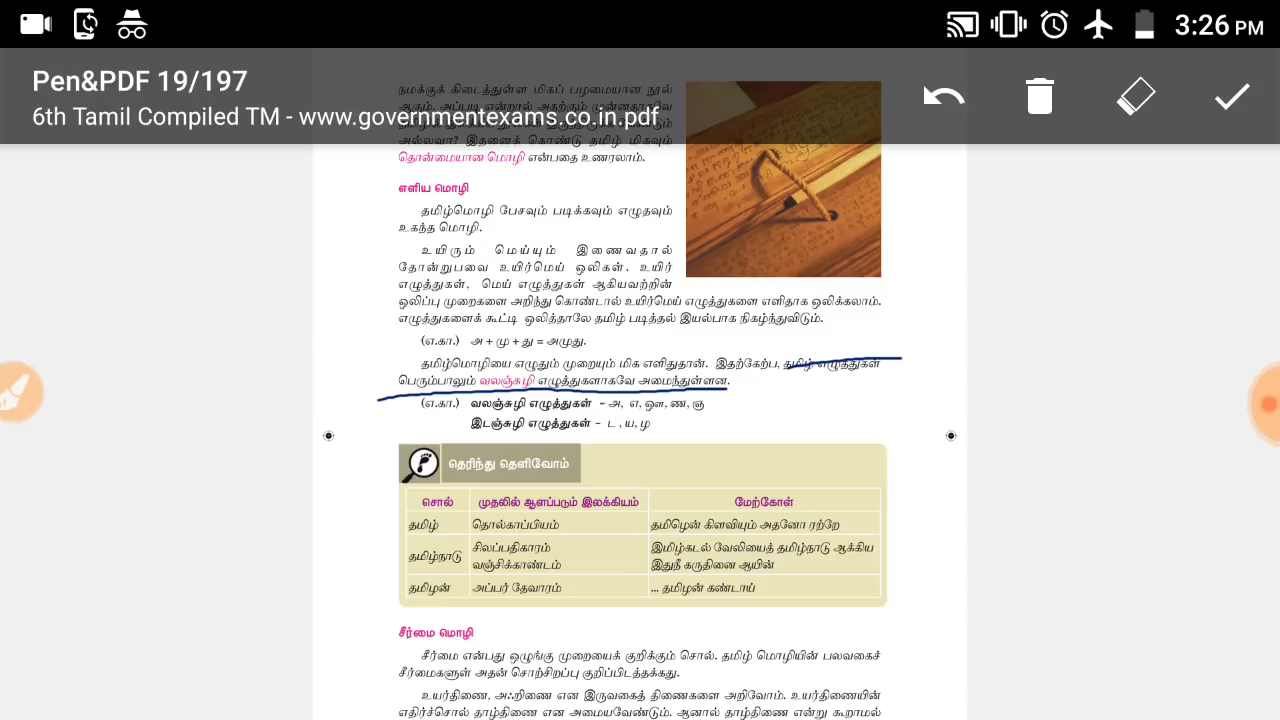 3:26 PM
Pen&PDF 19/197
6th Tamil Compiled TM - www.governmentexams.co.in.pdf
நமக்குக் கிடைத்துள்ள மிகப் பழமையான நூல்
அல்லவா? இதனைக் கொண்டு தமிழ் மிகவும்
தொன்மையான மொழி என்பதை உணரலாம்.
எளிய மொழி
தமிழ்மொழி பேசவும் படிக்கவும் எழுதவும்
உகந்த மொழி.
உயிரும் மெய்யும் இணைவதால்
தோன்றுபவை உயிர்மெய் ஒலிகள். உயிர்
எழுத்துகள், மெய் எழுத்துகள் ஆகியவற்றின்
ஒலிப்பு முறைகளை அறிந்து கொண்டால் உயிர்மெய் எழுத்துகளை எளிதாக ஒலிக்கலாம்.
எழுத்துகளைக் கூட்டி ஒலித்தாலே தமிழ் படித்தல் இயல்பாக நிகழ்ந்துவிடும்.
(எ.கா.) அ + மு + து = அமுது.
தமிழ்மொழியை எழுதும் முறையும் மிக எளிதுதான். இதற்கேற்ப, தமிழ் எழுத்துகள்
பெரும்பாலும் வலஞ்சுழி எழுத்துகளாகவே அமைந்துள்ளன.
(எ.கா.) வலஞ்சுழி எழுத்துகள் – அ, எ, ஔ, ண, ஞ
இடஞ்சுழி எழுத்துகள் – ட , ய, ழ
தெரிந்து தெளிவோம்
சொல் முதலில் ஆளப்படும் இலக்கியம் மேற்கோள்
தமிழ் தொல்காப்பியம் தமிழென் கிளவியும் அதனோ ரற்றே
தமிழ்நாடு சிலப்பதிகாரம் இமிழ்கடல் வேலியைத் தமிழ்நாடு ஆக்கிய
வஞ்சிக்காண்டம் இதுநீ கருதினை ஆயின்
தமிழன் அப்பர் தேவாரம் ... தமிழன் கண்டாய்
சீர்மை மொழி
சீர்மை என்பது ஒழுங்கு முறையைக் குறிக்கும் சொல். தமிழ் மொழியின் பலவகைச்
சீர்மைகளுள் அதன் சொற்சிறப்பு குறிப்பிடத்தக்கது.
உயர்திணை, அஃறிணை என இருவகைத் திணைகளை அறிவோம். உயர்திணையின்
எதிர்ச்சொல் தாழ்திணை என அமையவேண்டும். ஆனால் தாழ்திணை என்று கூறாமல்